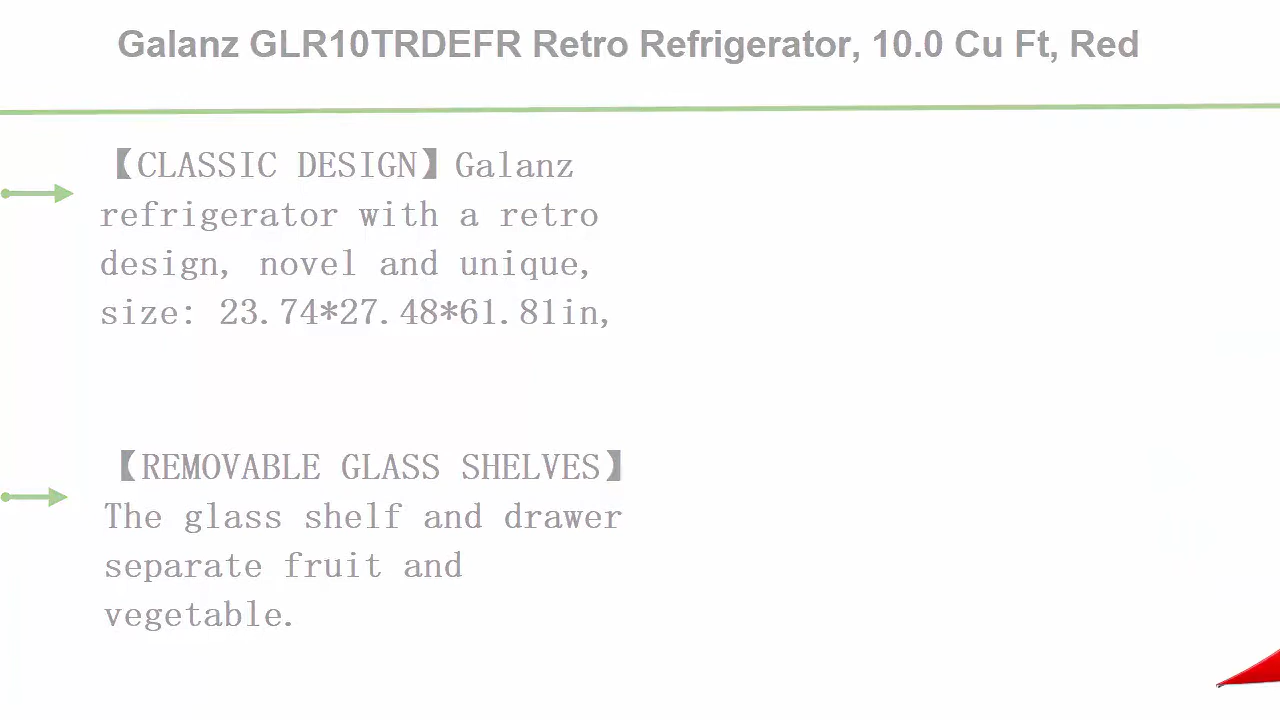 Galanz GLR10TRDEFR Retro Refrigerator, 10.0 Cu Ft, Red
【CLASSIC DESIGN】Galanz
refrigerator with a retro
design, novel and unique,
size: 23.74*27.48*61.81in,
【REMOVABLE GLASS SHELVES】
The glass shelf and drawer
separate fruit and
vegetable.